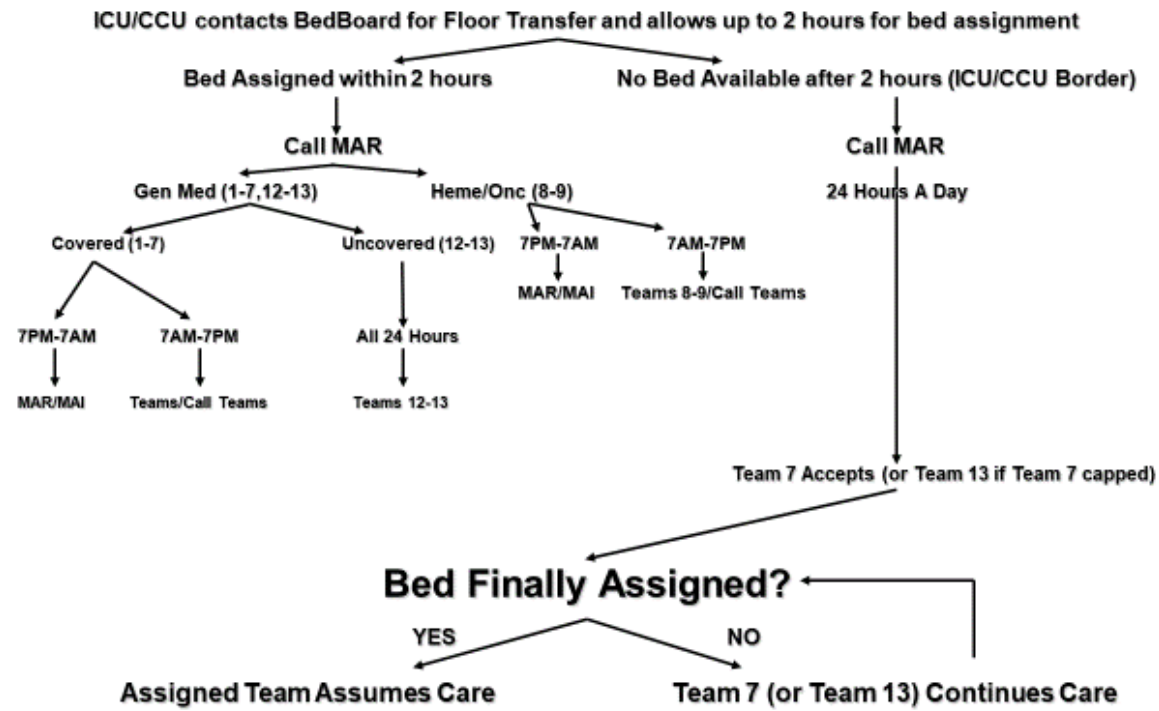 ICU/CCU contacts BedBoard for Floor Transfer and allows up to 2 hours for bed assignment
Bed Assigned within 2 hours
No Bed Available after 2 hours (ICU/CCU Border)
Call MAR
Call MAR
Gen Med (1-7,12-13)
Heme/Onc (8-9)
24 Hours A Day
Covered (1-7)
Uncovered (12-13)
7PM-7AM
7AM-7PM
MAR/MAI
Teams 8-9/Call Teams
7PM-7AM
7AM-7PM
All 24 Hours
MAR/MAI
Teams/Call Teams
Teams 12-13
Team 7 Accepts (or Team 13 if Team 7 capped)
Bed Finally Assigned?
YES
NO
Assigned Team Assumes Care
Team 7 (or Team 13) Continues Care